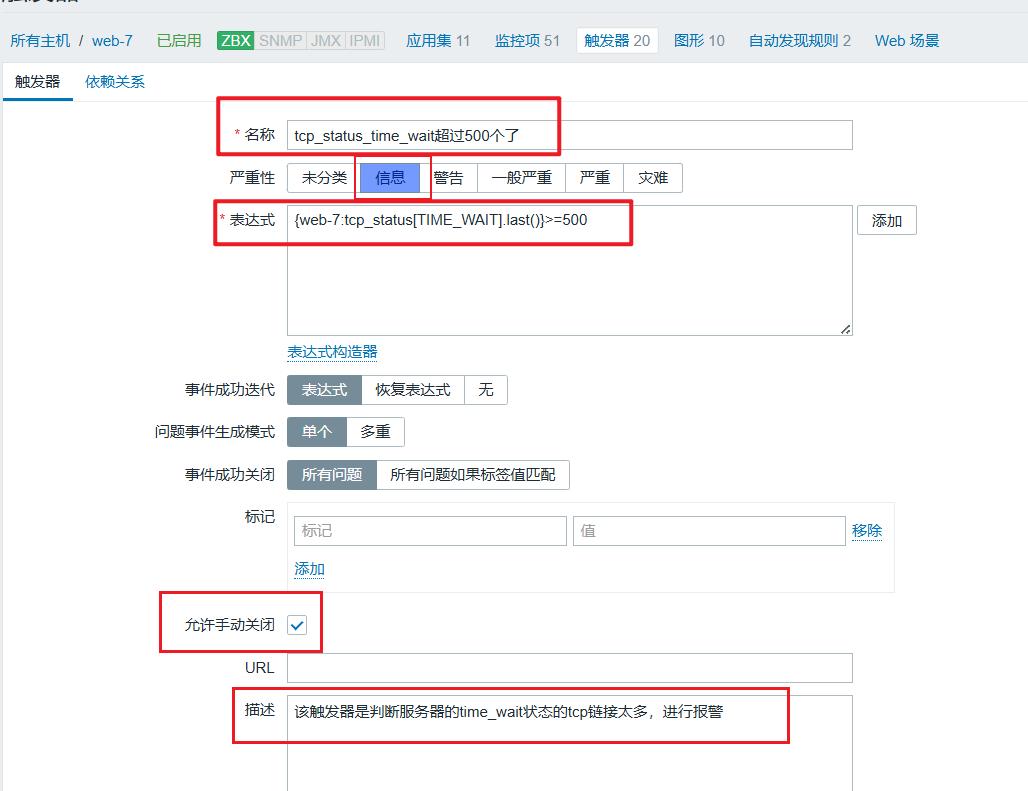 所有主机 / web-7 已启用 ZBX SNMP JMX IPMI 应用集 11 监控项 51 触发器 20 图形 10 自动发现规则 2 Web 场景
触发器 依赖关系
* 名称 tcp_status_time_wait超过500个了
严重性 未分类 信息 警告 一般严重 严重 灾难
* 表达式 {web-7:tcp_status[TIME_WAIT].last()}>=500 添加
表达式构造器
事件成功迭代 表达式 恢复表达式 无
问题事件生成模式 单个 多重
事件成功关闭 所有问题 所有问题如果标签值匹配
标记 标记 值 移除
添加
允许手动关闭
URL
描述 该触发器是判断服务器的time_wait状态的tcp链接太多，进行报警